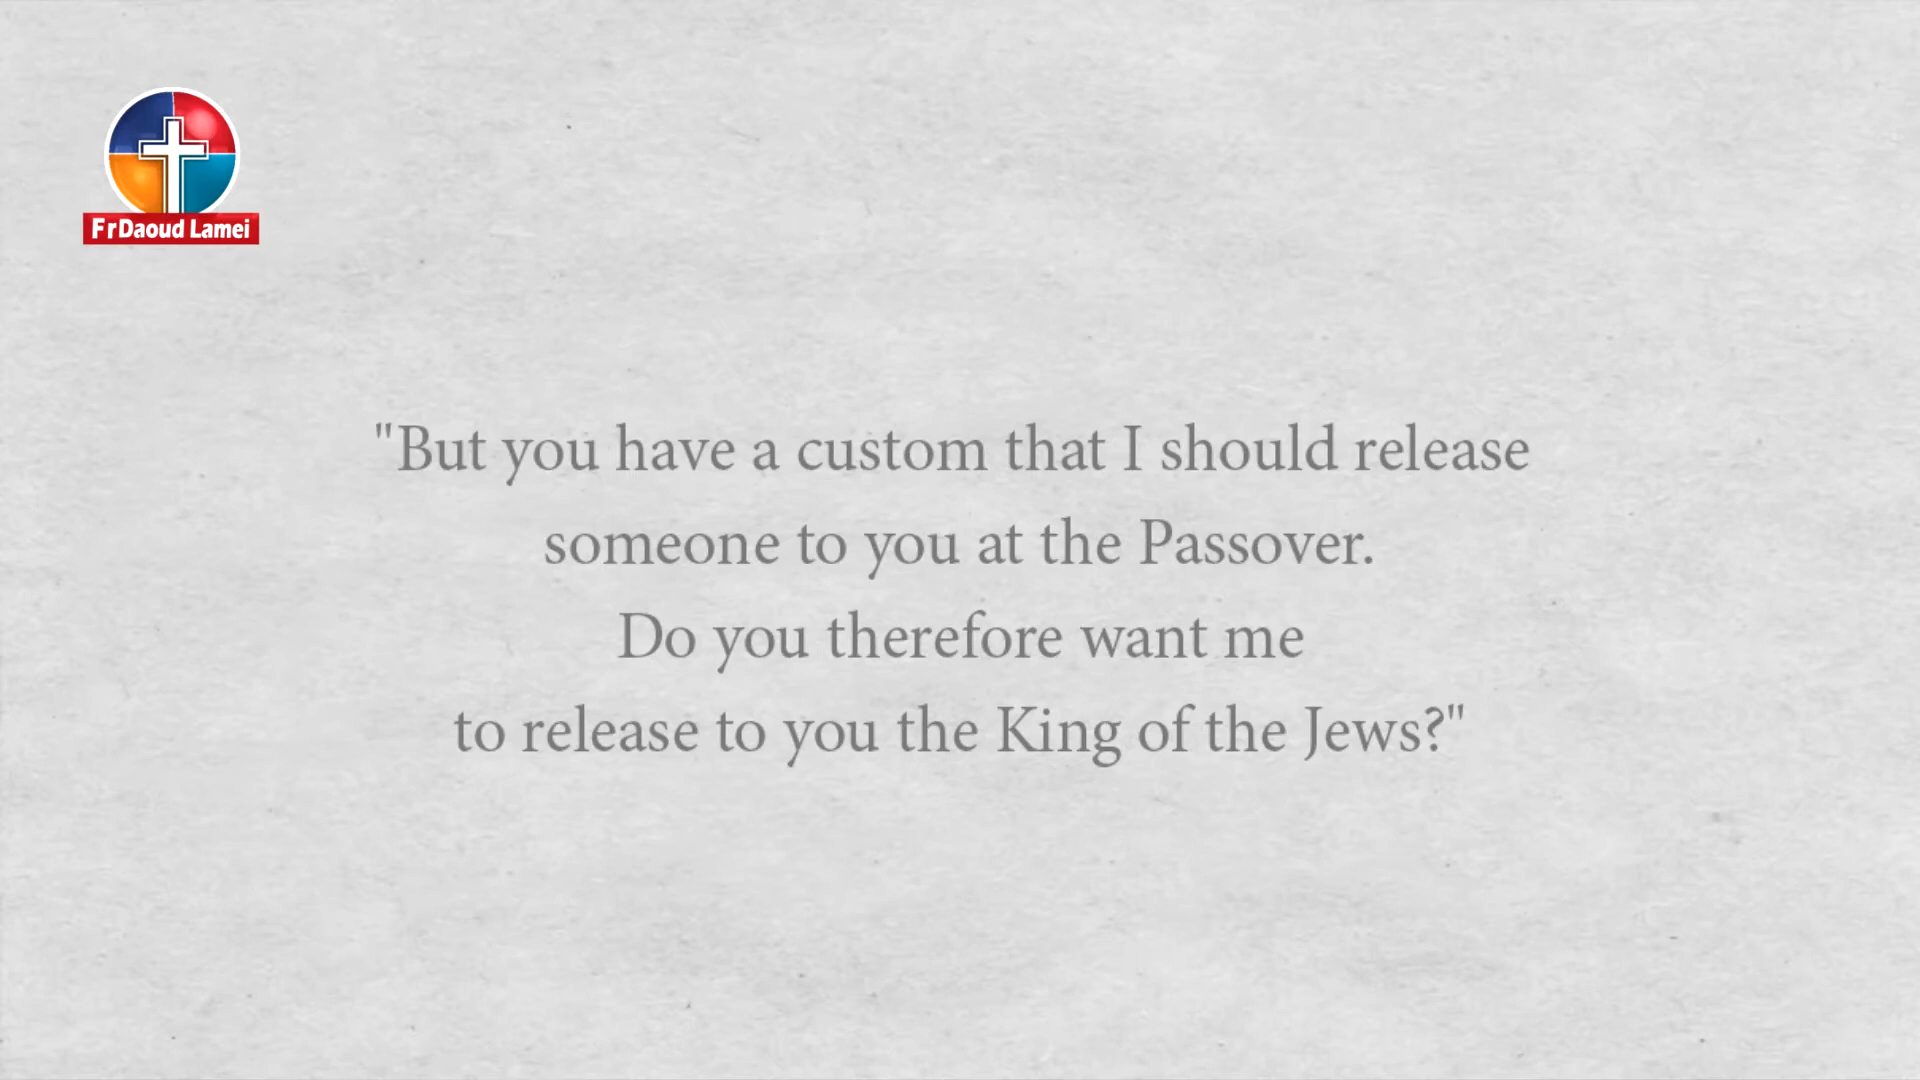 FrDaoud Lamei
"But you have a custom that I should release
someone to you at the Passover.
Do you therefore want me
to release to you the King of the Jews?"